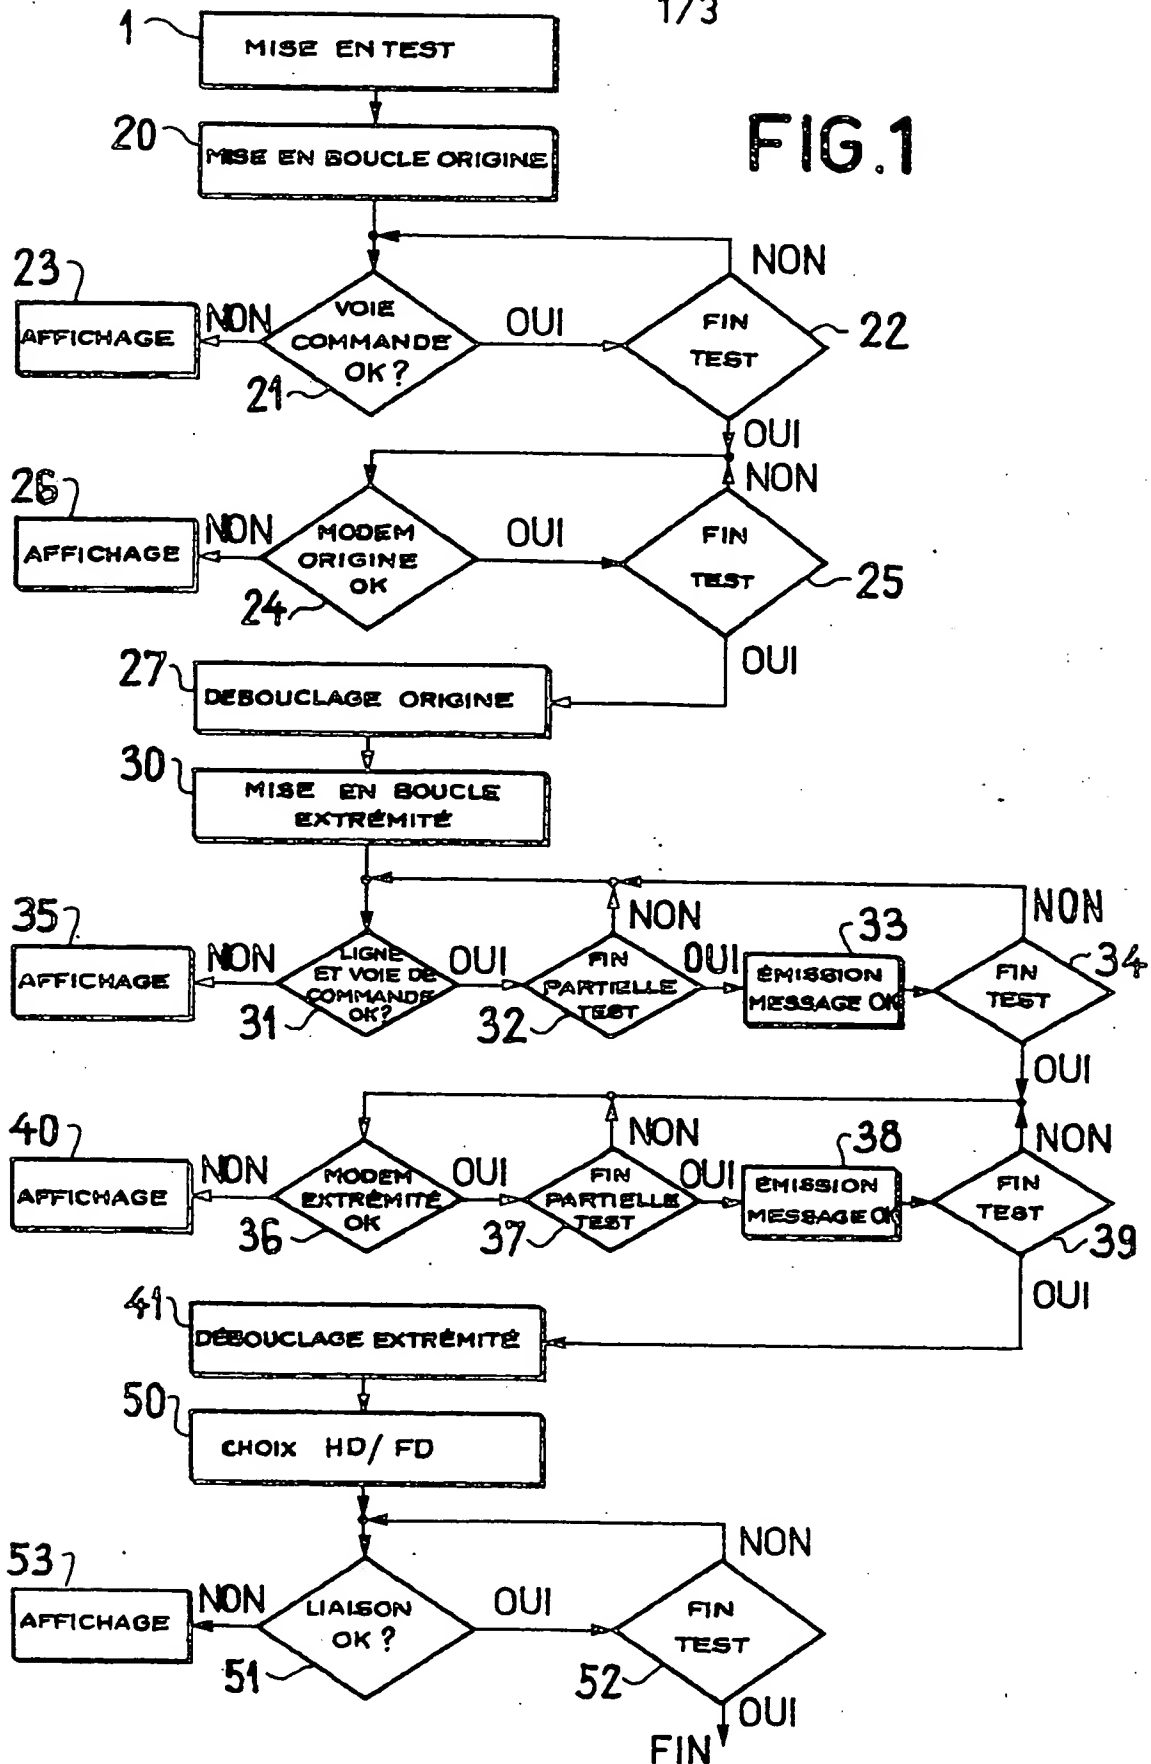 1/3
1
MISE EN TEST
FIG.1
20
MISE EN BOUCLE ORIGINE
NON
23
AFFICHAGE
NON
VOIE
COMMANDE
OK?
21
OUI
FIN
TEST
22
OUI
NON
26
AFFICHAGE
NON
MODEM
ORIGINE
OK
24
OUI
FIN
TEST
25
OUI
27
DEBOUCLAGE ORIGINE
30
MISE EN BOUCLE
EXTRÉMITÉ
35
AFFICHAGE
NON
LIGNE
ET VOIE DE
COMMANDE
OK?
31
OUI
NON
FIN
PARTIELLE
TEST
32
OUI
33
ÉMISSION
MESSAGE OK
NON
FIN
TEST
34
OUI
40
AFFICHAGE
NON
MODEM
EXTRÉMITÉ
OK
36
OUI
NON
FIN
PARTIELLE
TEST
37
OUI
38
ÉMISSION
MESSAGE OK
NON
FIN
TEST
39
OUI
41
DÉBOUCLAGE EXTRÉMITÉ
50
CHOIX HD/FD
NON
53
AFFICHAGE
NON
LIAISON
OK?
51
OUI
FIN
TEST
52
OUI
FIN